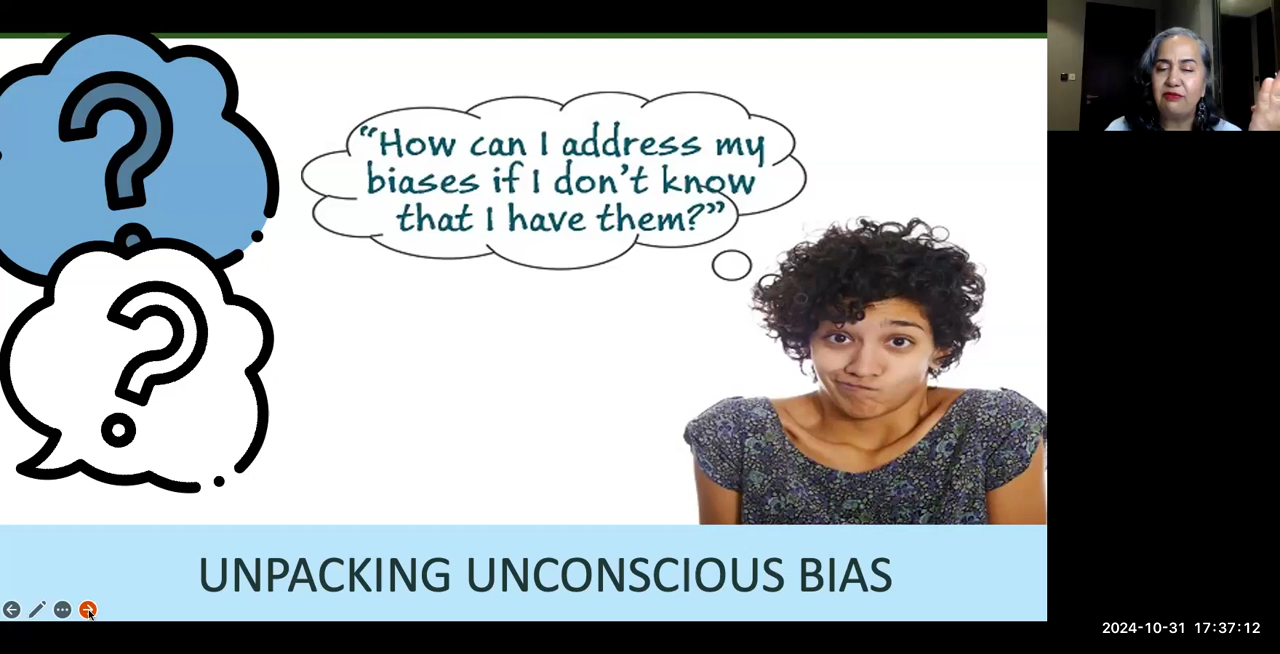 “How can I address my
biases if I don’t know
that I have them?”
UNPACKING UNCONSCIOUS BIAS
2024-10-31 17:37:12